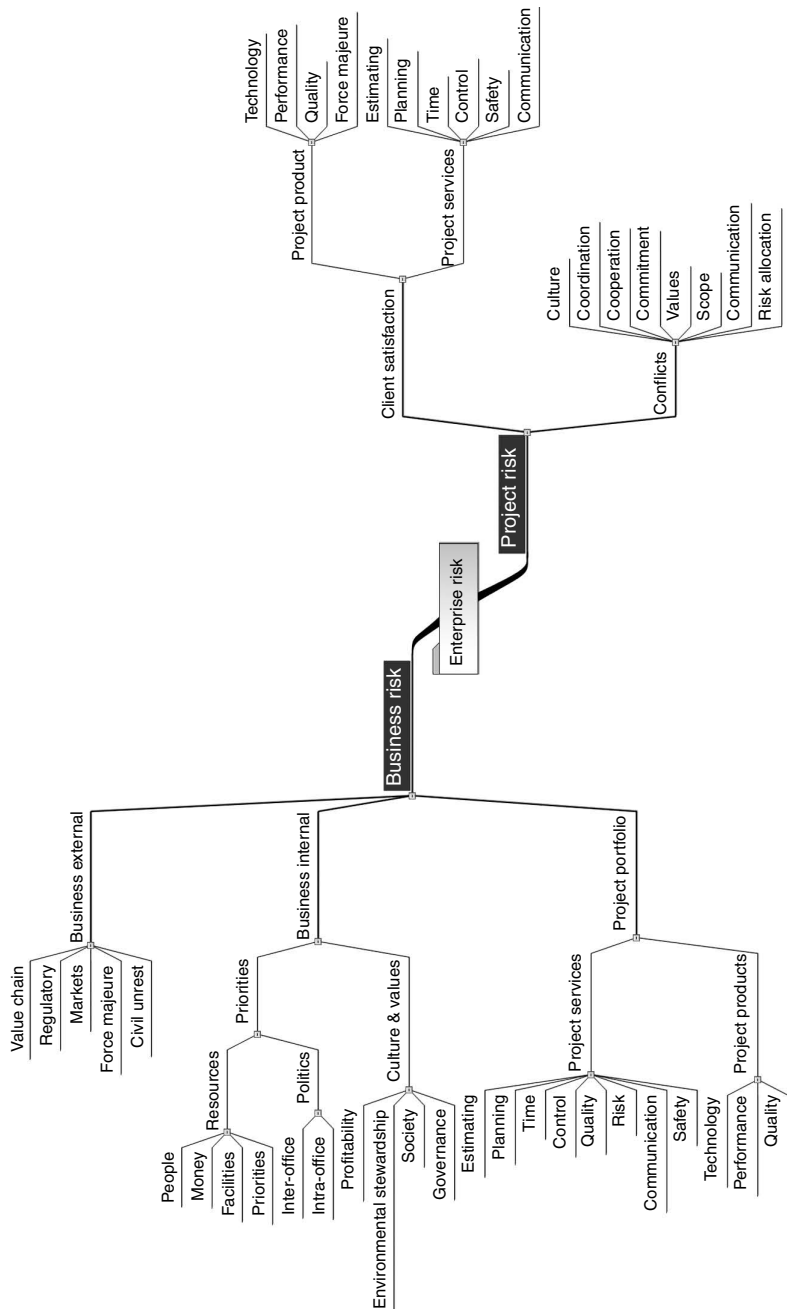 Enterprise risk
Business risk
Business external
Value chain
Regulatory
Markets
Force majeure
Civil unrest
Business internal
Priorities
Resources
People
Money
Facilities
Priorities
Politics
Inter-office
Intra-office
Culture & values
Profitability
Environmental stewardship
Society
Governance
Project portfolio
Project services
Estimating
Planning
Time
Control
Quality
Risk
Communication
Safety
Project products
Technology
Performance
Quality
Project risk
Client satisfaction
Project product
Technology
Performance
Quality
Force majeure
Project services
Estimating
Planning
Time
Control
Safety
Communication
Conflicts
Culture
Coordination
Cooperation
Commitment
Values
Scope
Communication
Risk allocation